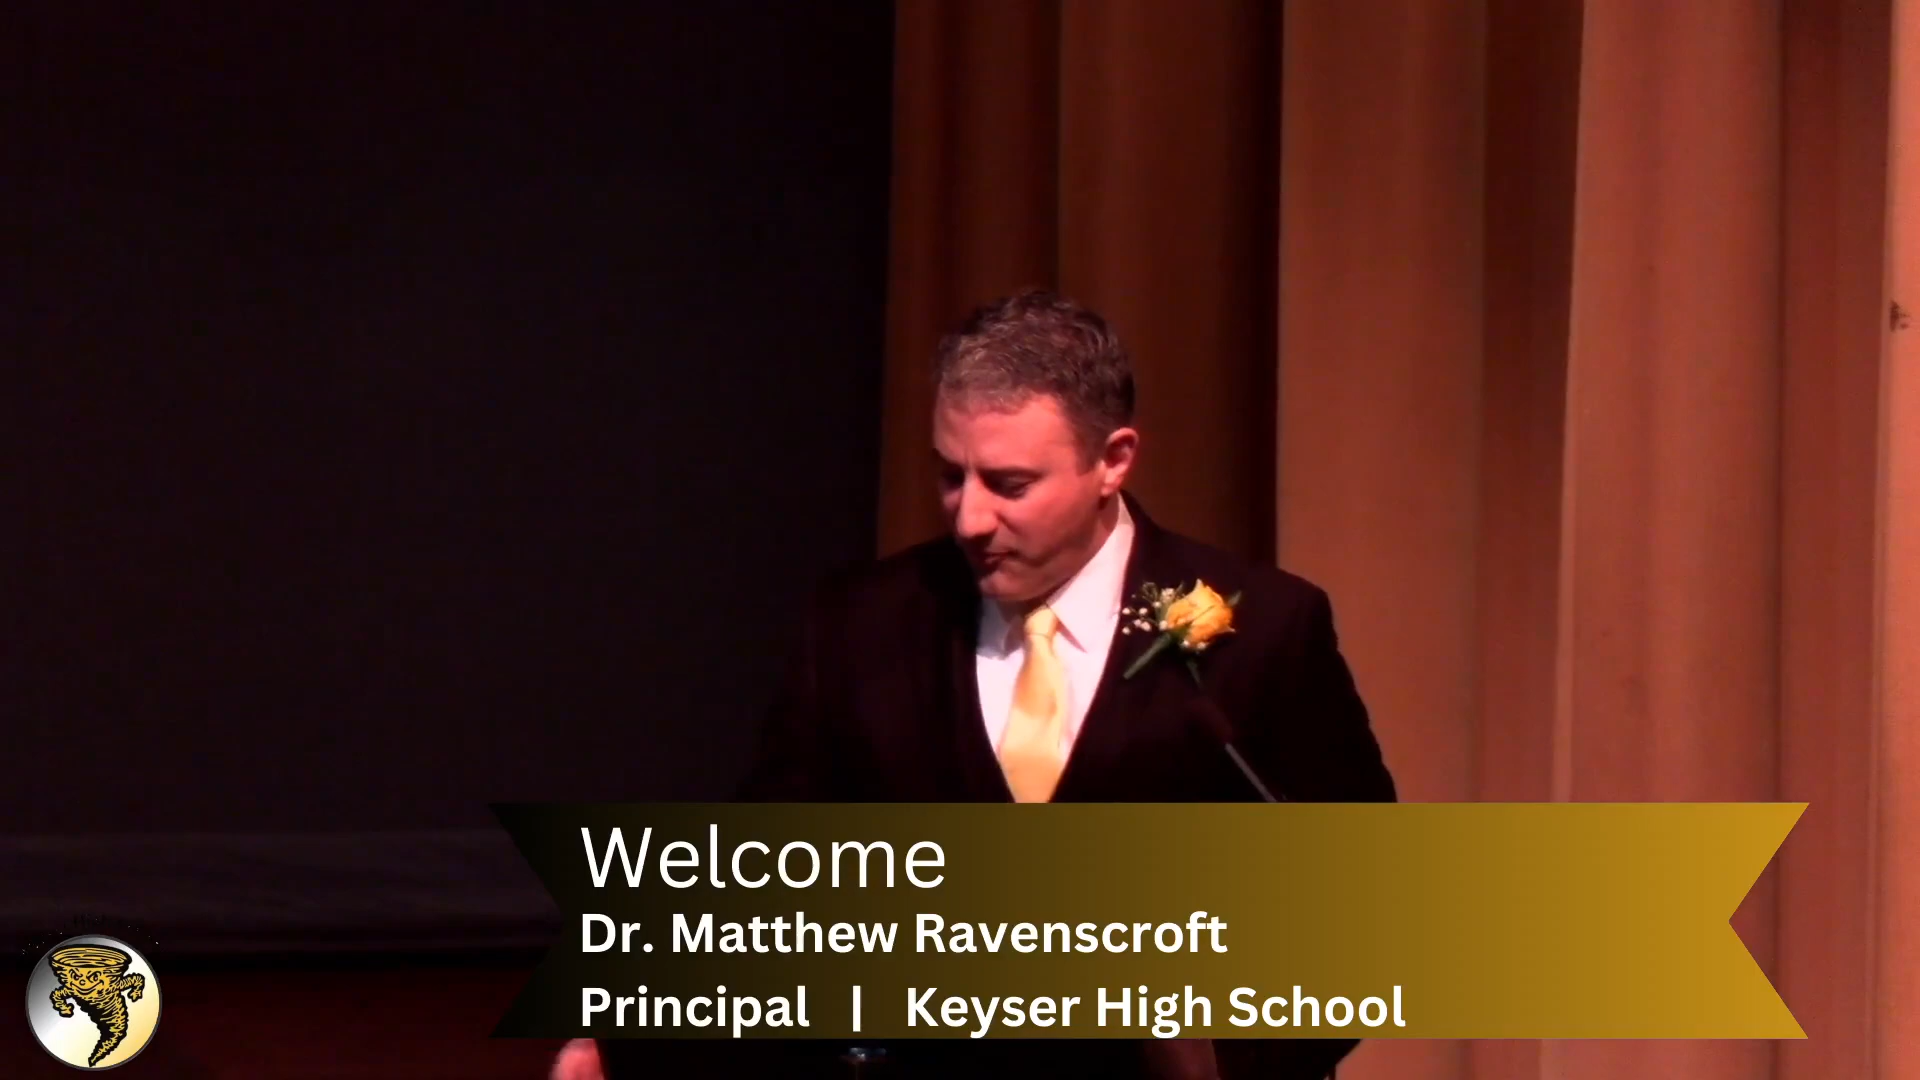 Welcome
Dr. Matthew Ravenscroft
Principal | Keyser High School